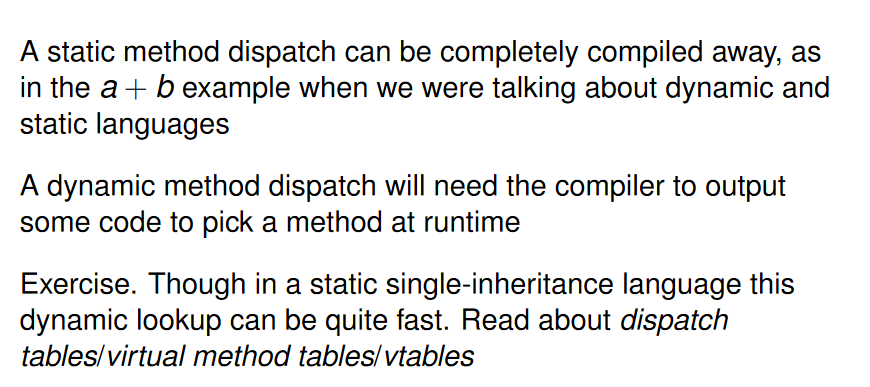 A static method dispatch can be completely compiled away, as
in the a + b example when we were talking about dynamic and
static languages
A dynamic method dispatch will need the compiler to output
some code to pick a method at runtime
Exercise. Though in a static single-inheritance language this
dynamic lookup can be quite fast. Read about dispatch
tables/virtual method tables/vtables